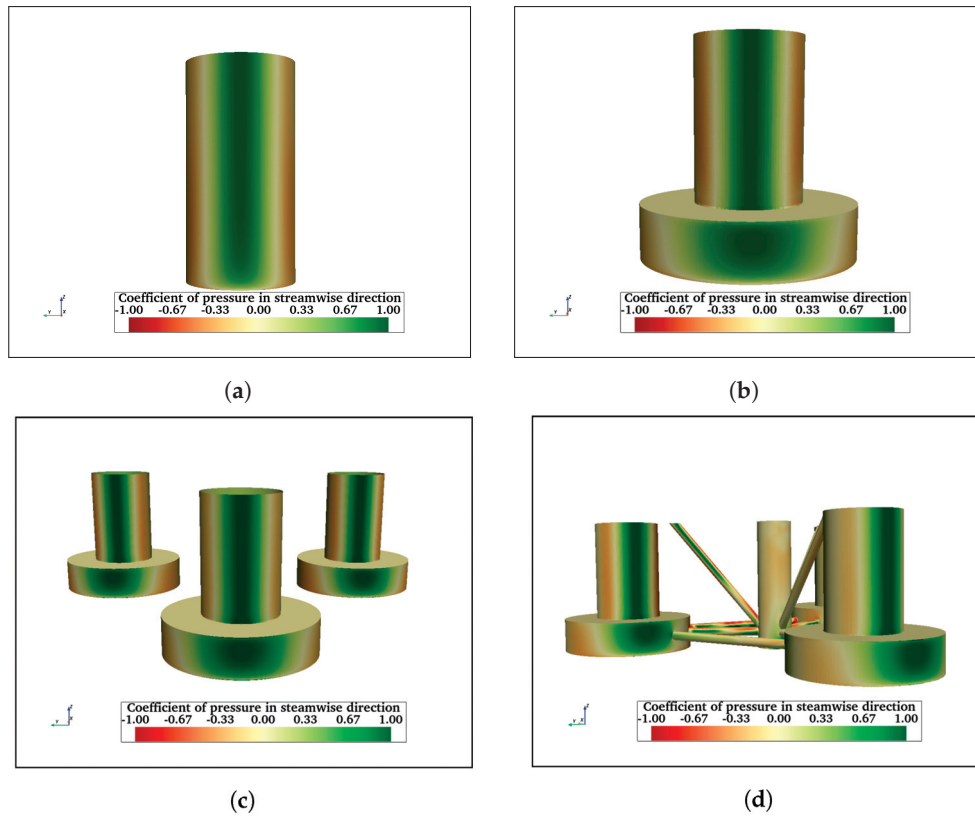 Coefficient of pressure in streamwise direction
-1.00 -0.67 -0.33 0.00 0.33 0.67 1.00
(a)
Coefficient of pressure in streamwise direction
-1.00 -0.67 -0.33 0.00 0.33 0.67 1.00
(b)
Coefficient of pressure in steamwise direction
-1.00 -0.67 -0.33 0.00 0.33 0.67 1.00
(c)
Coefficient of pressure in steamwise direction
-1.00 -0.67 -0.33 0.00 0.33 0.67 1.00
(d)